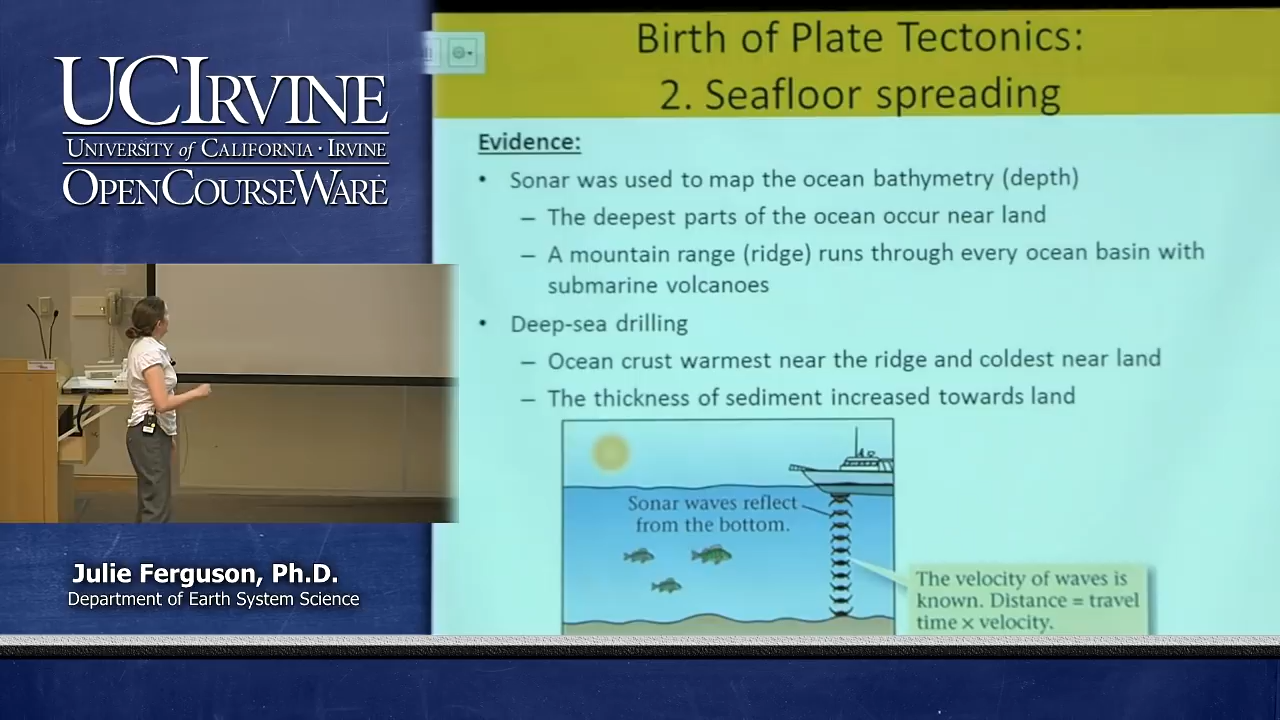 UCIRVINE
UNIVERSITY of CALIFORNIA · IRVINE
OPENCOURSEWARE
Julie Ferguson, Ph.D.
Department of Earth System Science
Birth of Plate Tectonics:
2. Seafloor spreading
Evidence:
• Sonar was used to map the ocean bathymetry (depth)
– The deepest parts of the ocean occur near land
– A mountain range (ridge) runs through every ocean basin with
submarine volcanoes
• Deep-sea drilling
– Ocean crust warmest near the ridge and coldest near land
– The thickness of sediment increased towards land
Sonar waves reflect
from the bottom.
The velocity of waves is
known. Distance = travel
time × velocity.